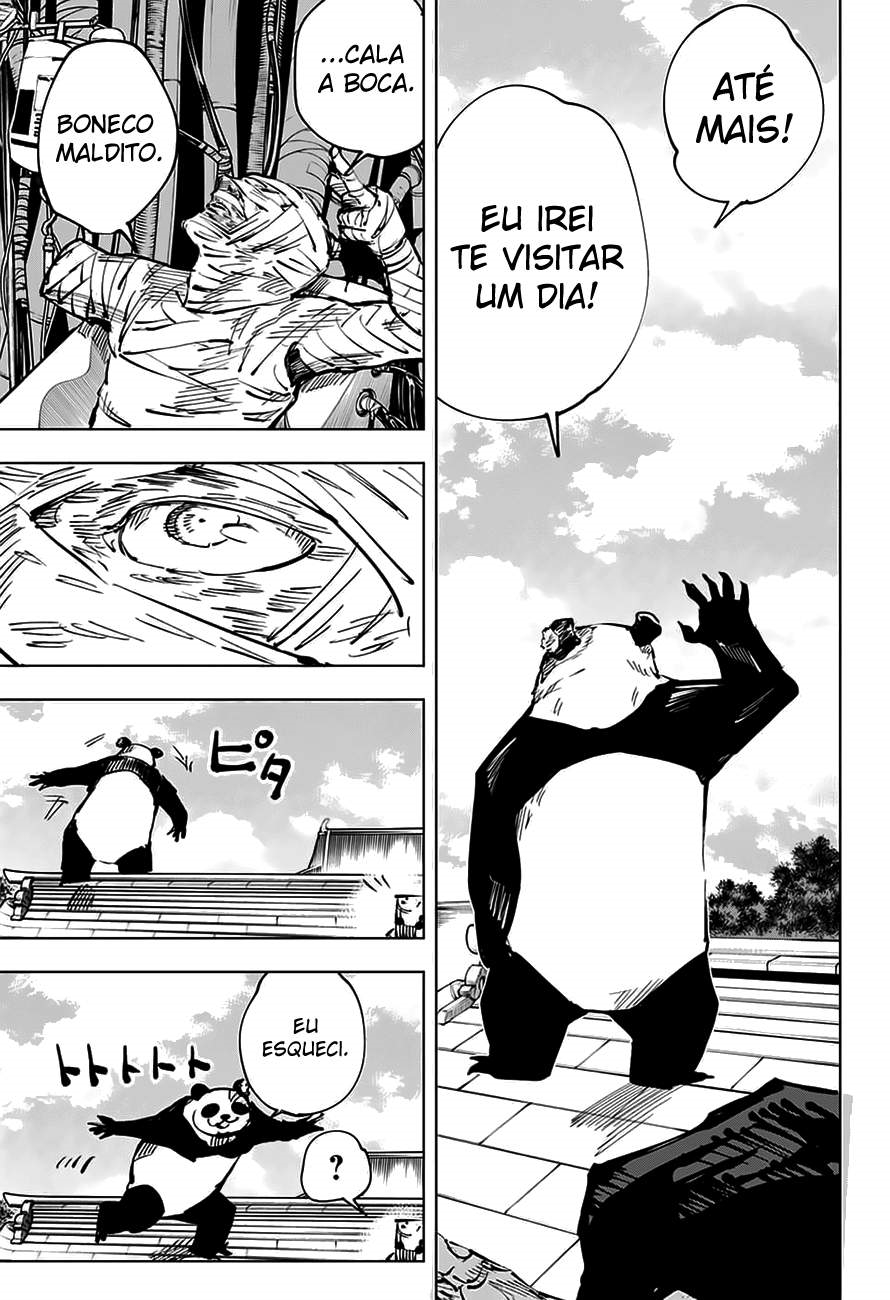 ATÉ
MAIS!
EU IREI
TE VISITAR
UM DIA!
...CALA
A BOCA.
BONECO
MALDITO.
ピタ
EU
ESQUECI.
トトトト
?